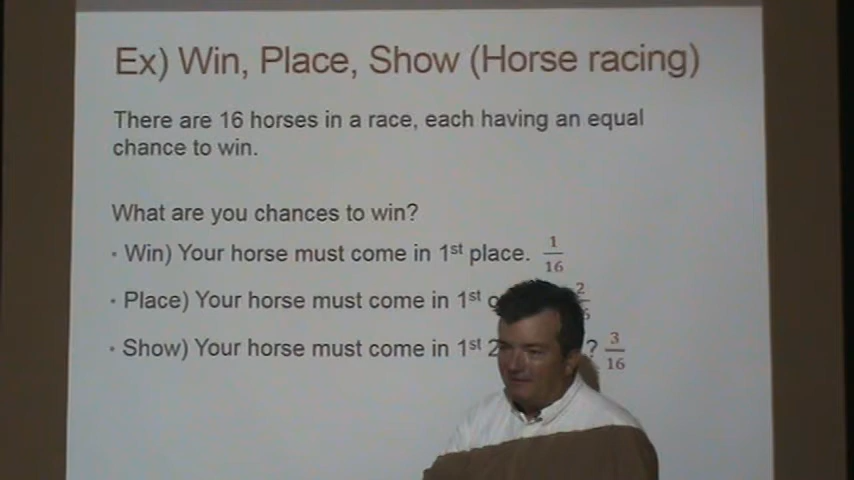 Ex) Win, Place, Show (Horse racing)
There are 16 horses in a race, each having an equal
chance to win.
What are you chances to win?
• Win) Your horse must come in 1st place. 1/16
• Place) Your horse must come in 1st 2
• Show) Your horse must come in 1st 2 ? 3/16